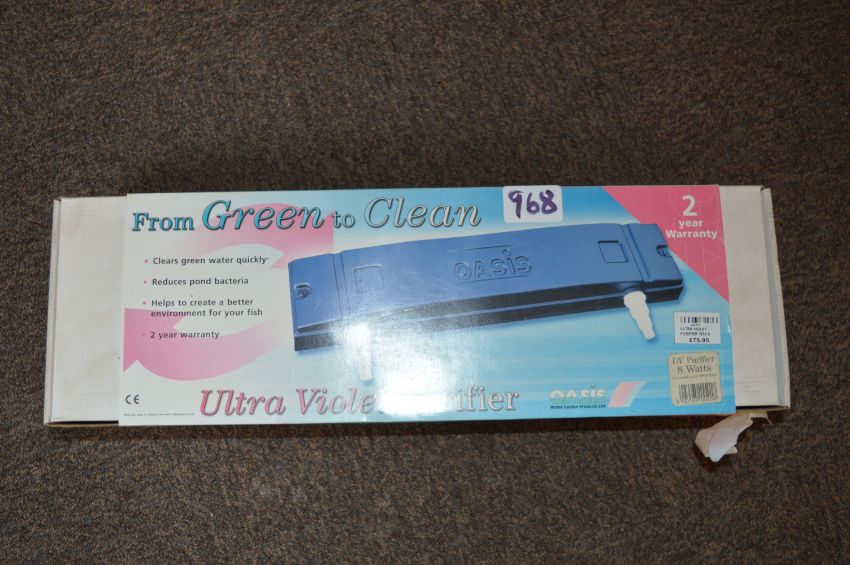 From Green to Clean
968
2
year
Warranty
• Clears green water quickly*
• Reduces pond bacteria
• Helps to create a better
environment for your fish
• 2 year warranty
OASIS
ULTRA VIOLET
PURIFIER
£75.95
UV Purifier
8 Watts
CE
Ultra Violet
OASIS
Water Garden Products Ltd